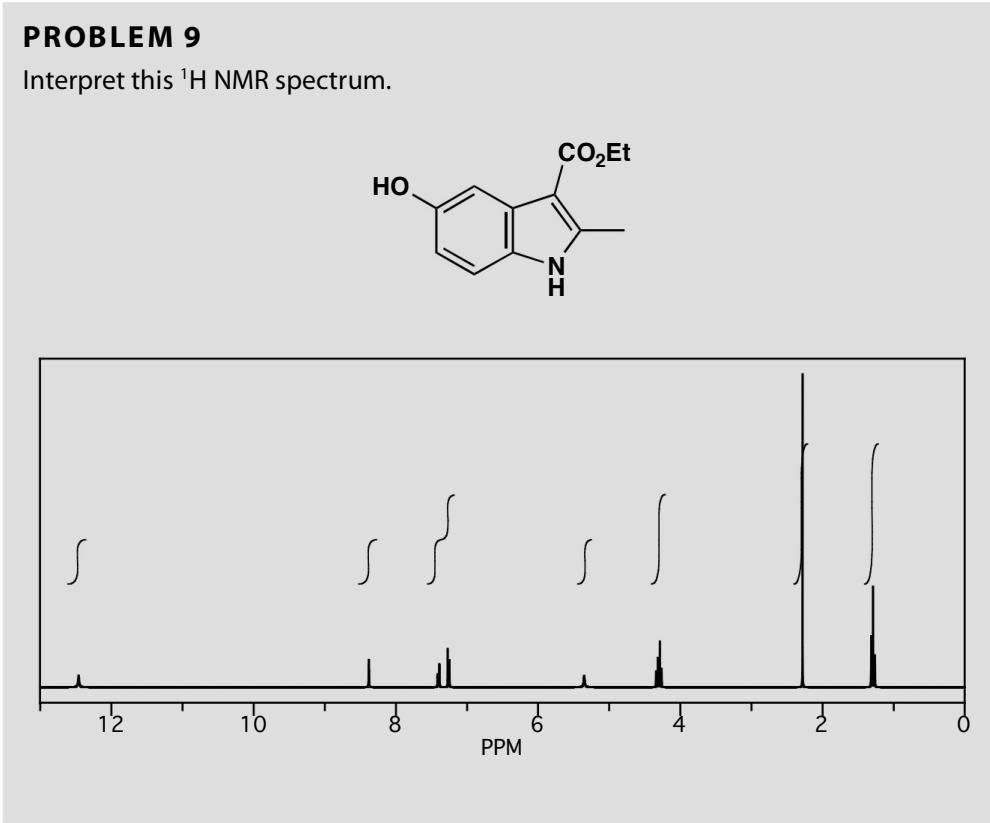 PROBLEM 9
Interpret this ¹H NMR spectrum.
CO₂Et
HO
N
H
12 10 8 6 4 2 0
PPM